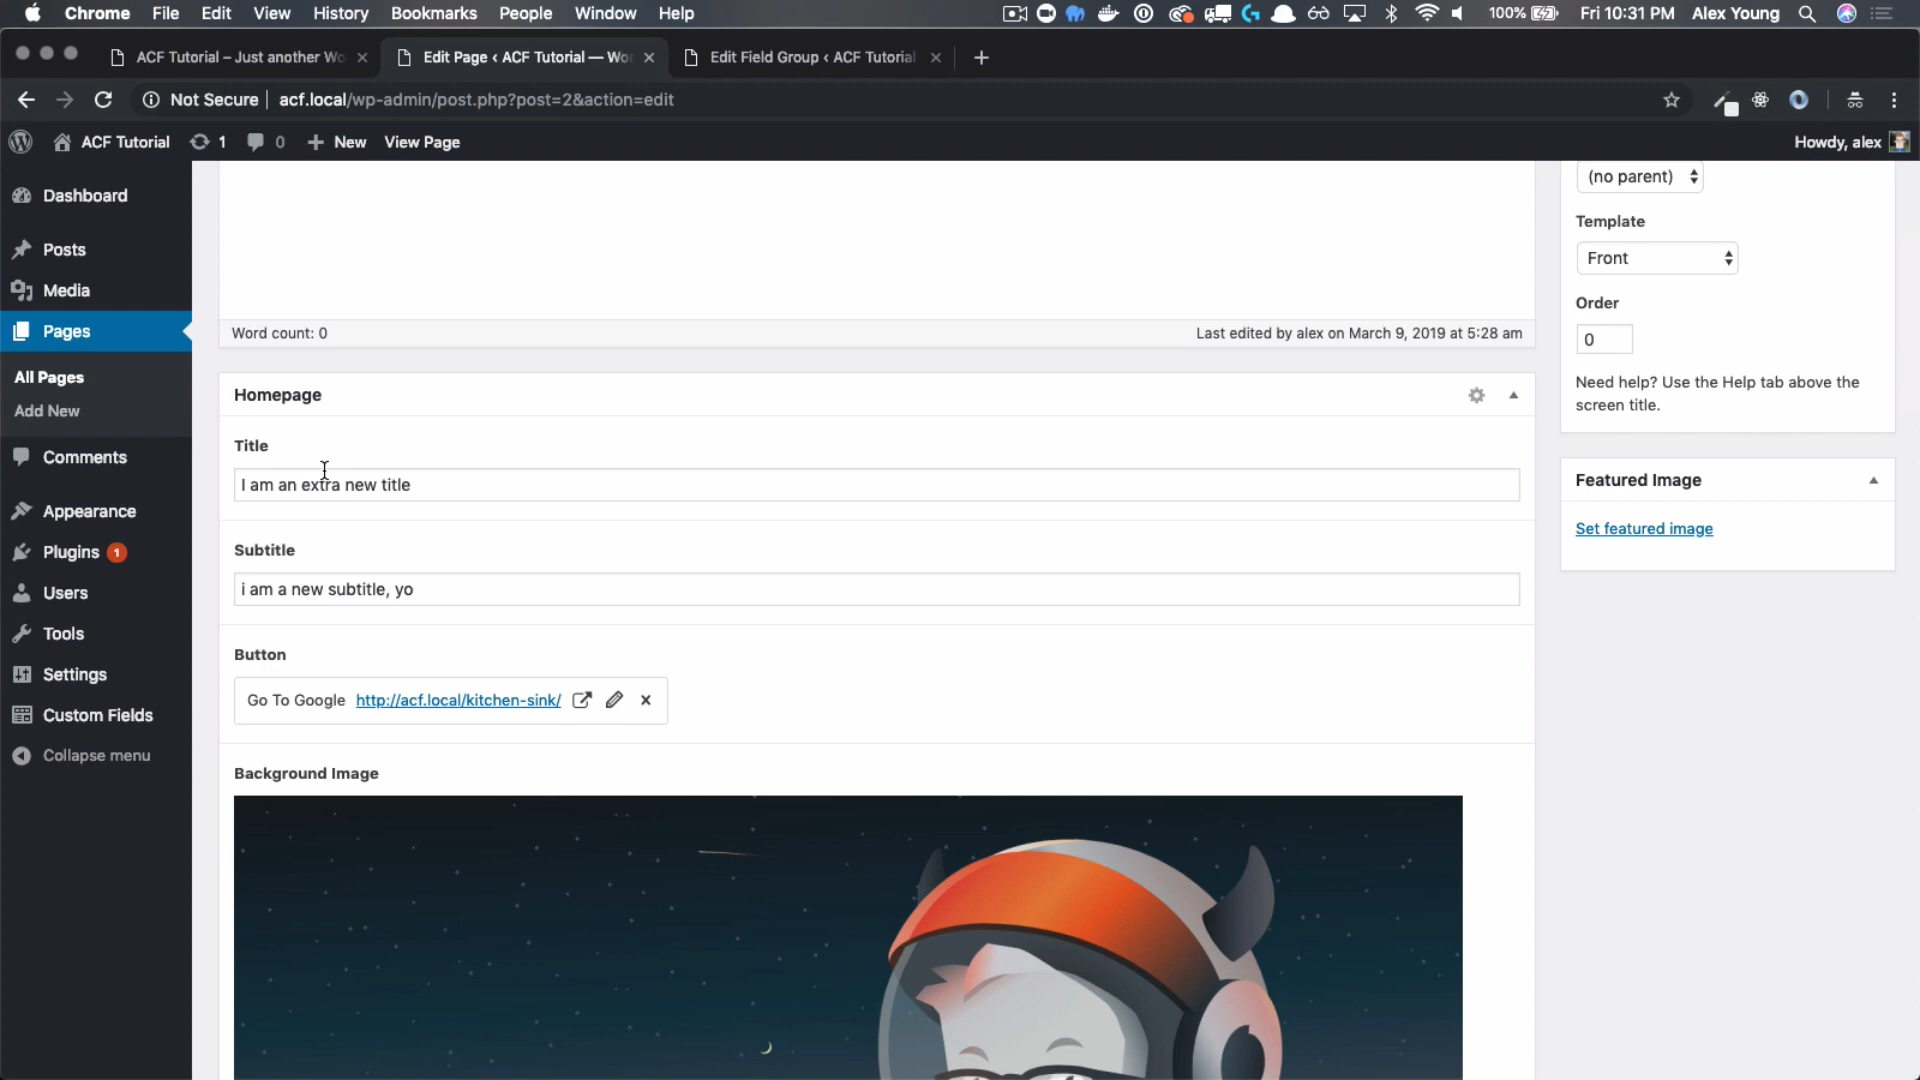 Chrome File Edit View History Bookmarks People Window Help 100% Fri 10:31 PM Alex Young
ACF Tutorial – Just another Wo
Edit Page ‹ ACF Tutorial — Wor
Edit Field Group ‹ ACF Tutorial
Not Secure acf.local/wp-admin/post.php?post=2&action=edit
ACF Tutorial 1 0 New View Page Howdy, alex
Dashboard
Posts
Media
Pages
All Pages
Add New
Comments
Appearance
Plugins 1
Users
Tools
Settings
Custom Fields
Collapse menu
Word count: 0 Last edited by alex on March 9, 2019 at 5:28 am
Homepage
Title
I am an extra new title
Subtitle
i am a new subtitle, yo
Button
Go To Google http://acf.local/kitchen-sink/
Background Image
(no parent)
Template
Front
Order
0
Need help? Use the Help tab above the
screen title.
Featured Image
Set featured image